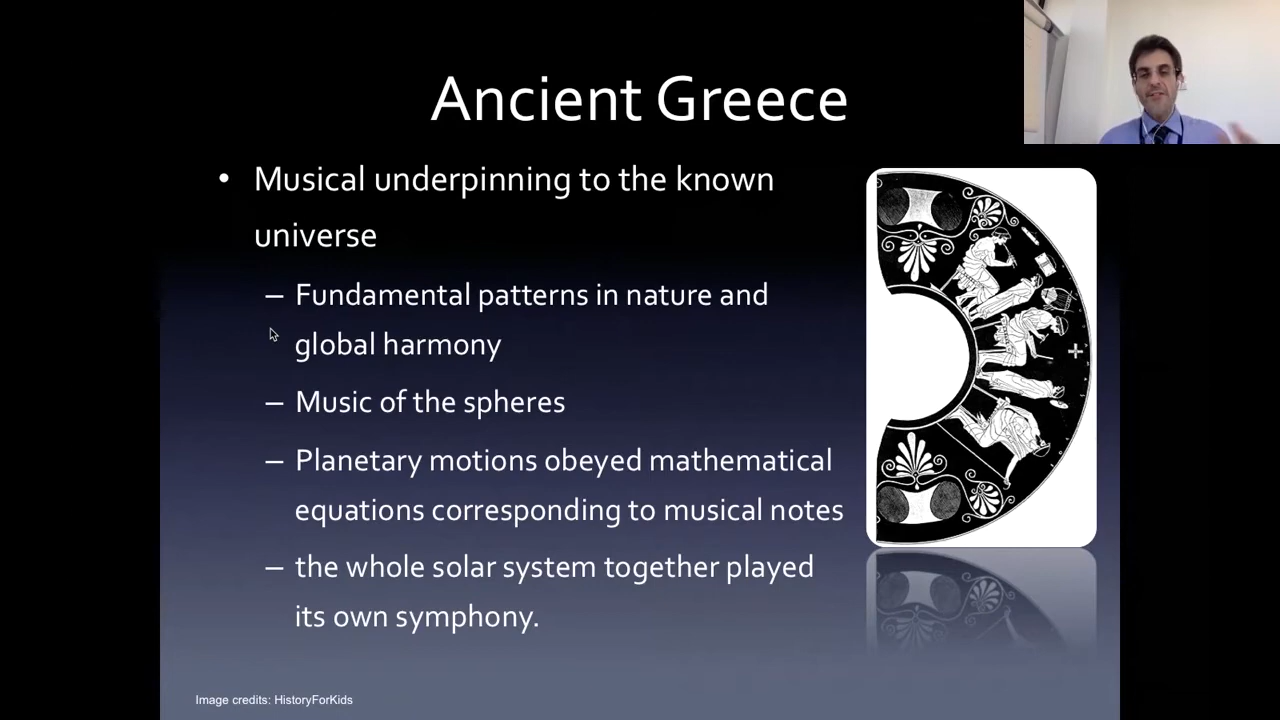 Ancient Greece
• Musical underpinning to the known
universe
– Fundamental patterns in nature and
global harmony
– Music of the spheres
– Planetary motions obeyed mathematical
equations corresponding to musical notes
– the whole solar system together played
its own symphony.
Image credits: HistoryForKids